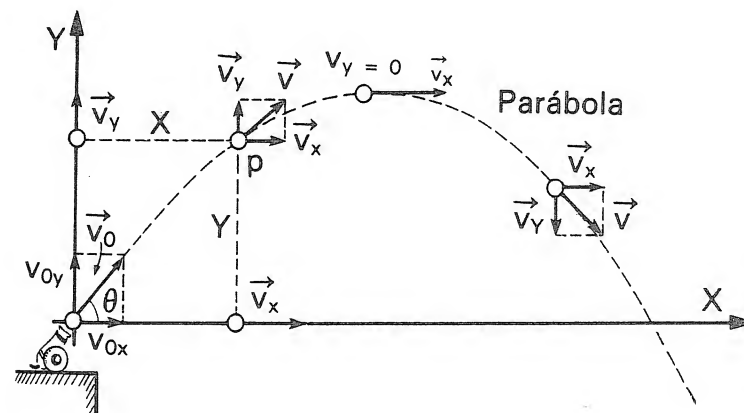 Y
v⃗y
X
v⃗y
v⃗
v⃗x
p
Y
vy = 0
v⃗x
Parábola
v⃗x
v⃗Y
v⃗
v⃗0
v0y
θ
v0x
v⃗x
X